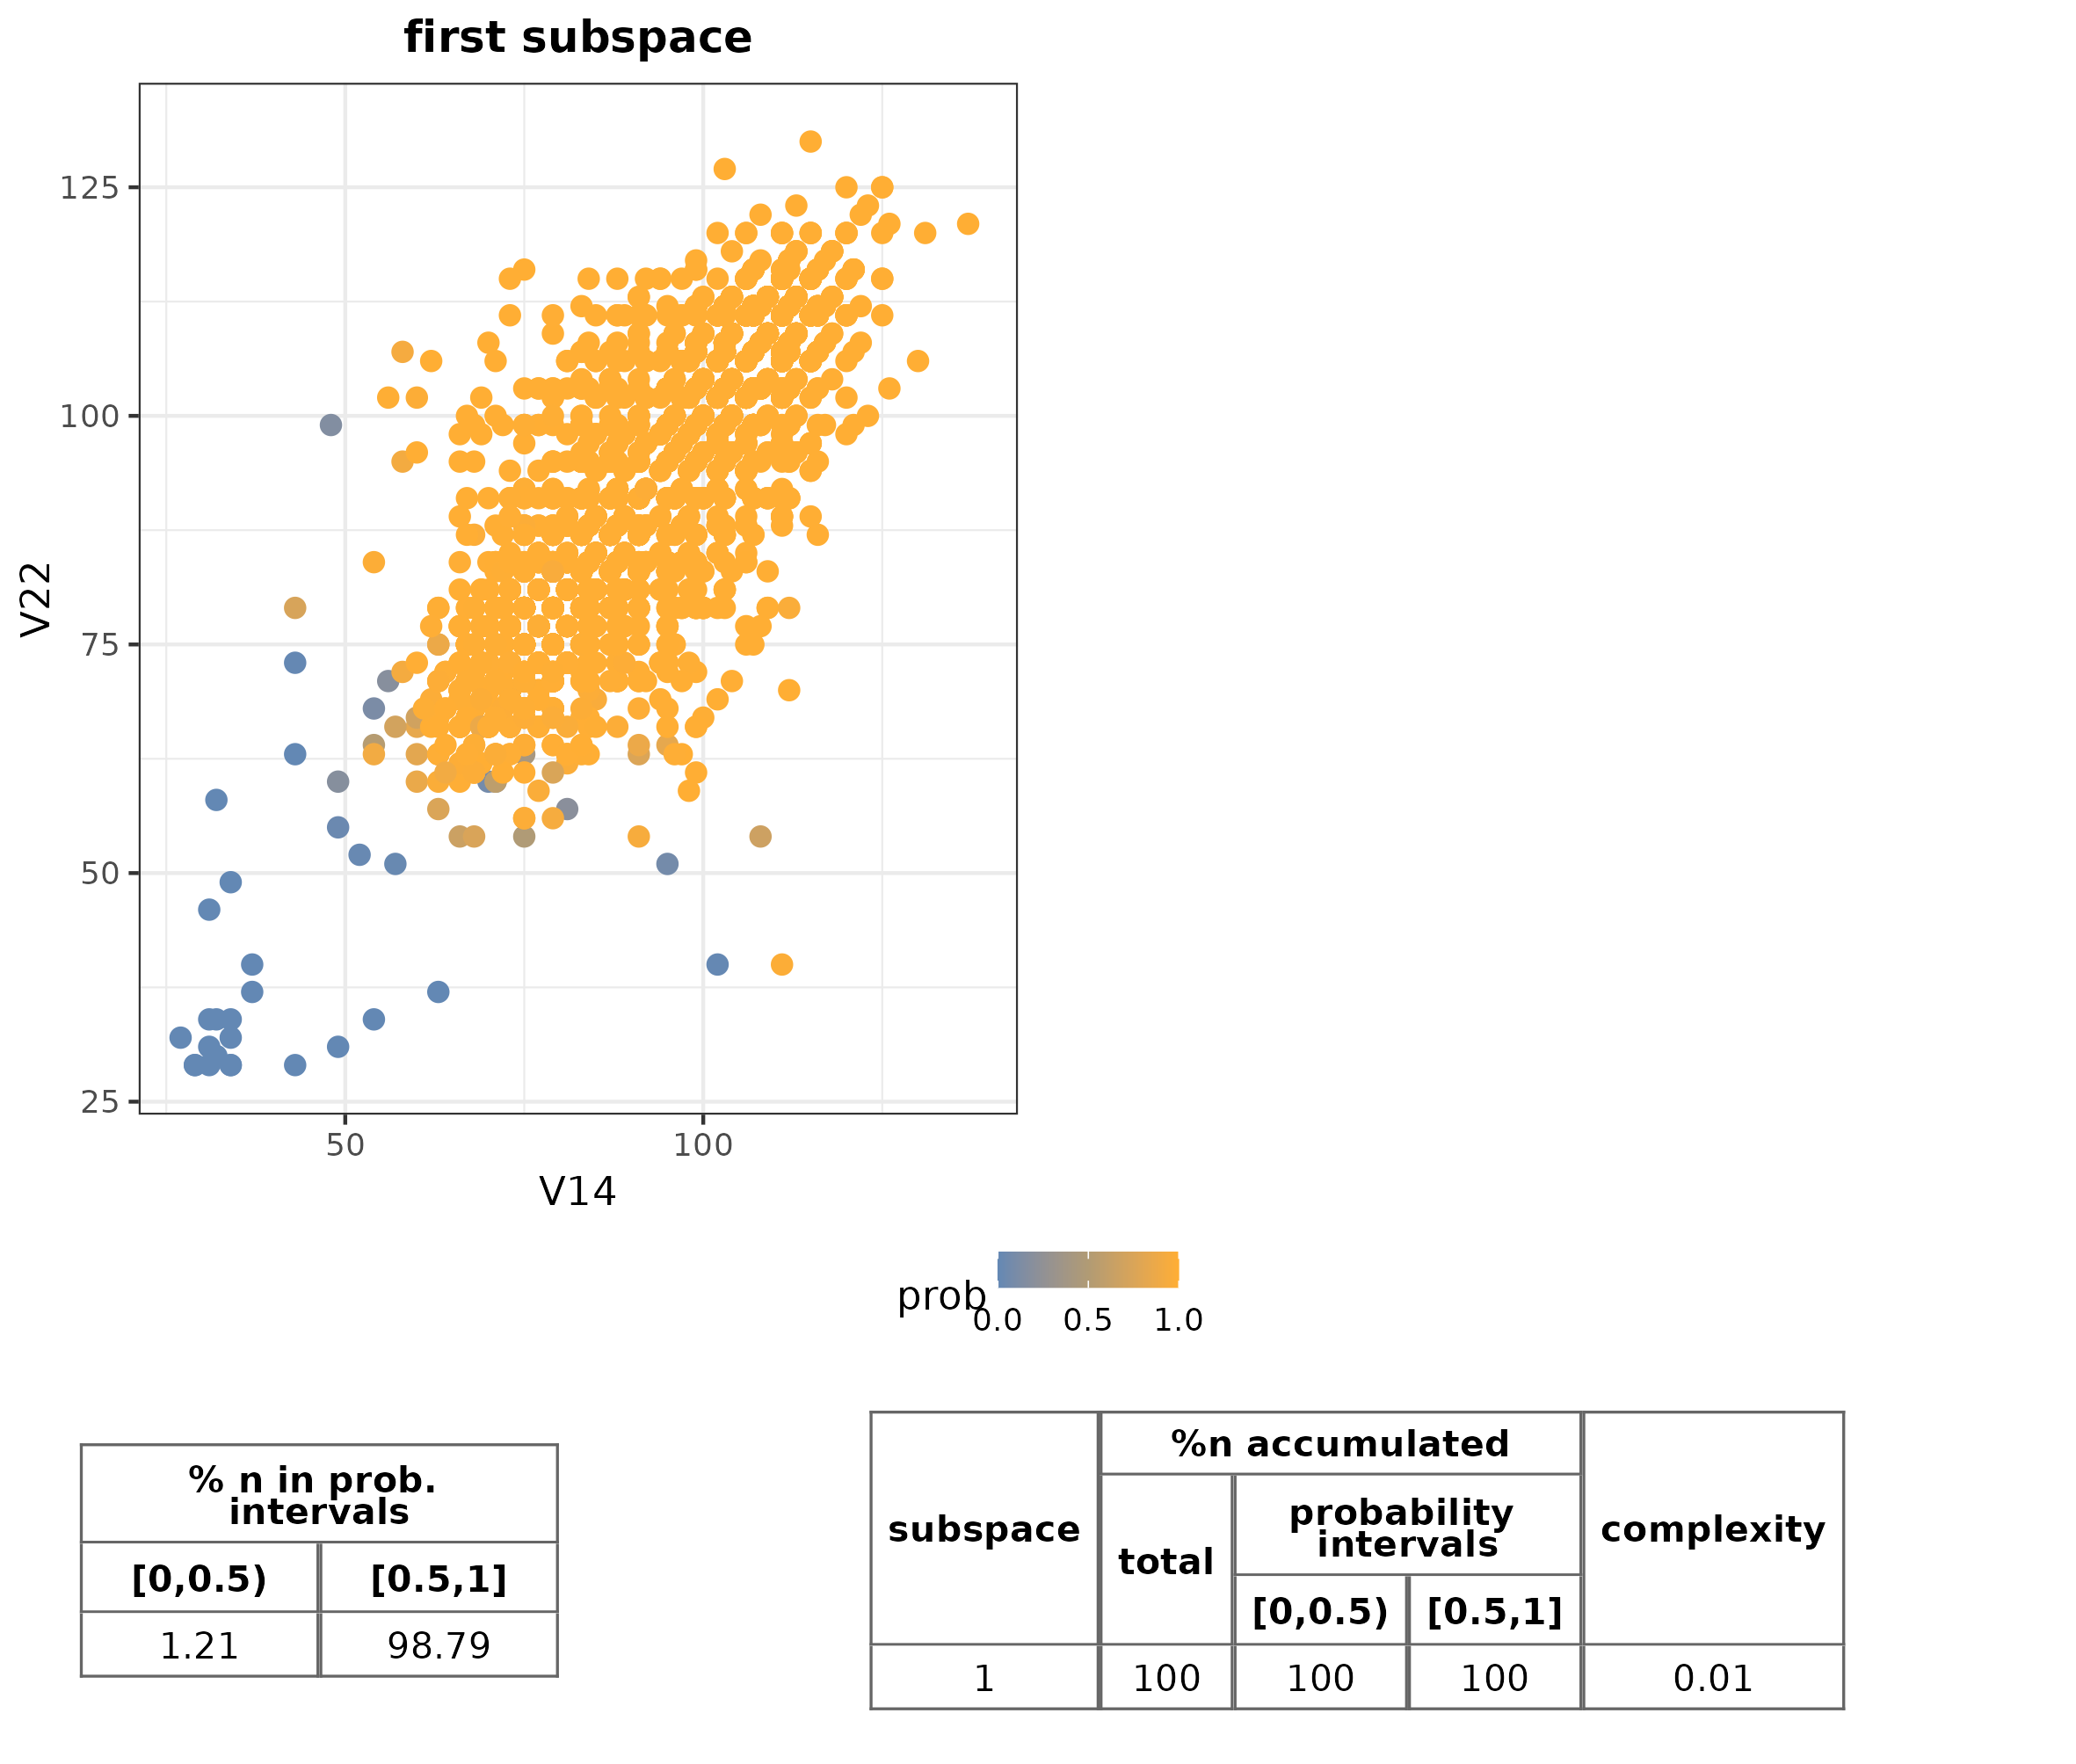 first subspace
125
100
75
50
25
V22
50 100
V14
prob
0.0 0.5 1.0
% n in prob.
intervals
[0,0.5) [0.5,1]
1.21 98.79
%n accumulated
subspace total probability
intervals complexity
[0,0.5) [0.5,1]
1 100 100 100 0.01